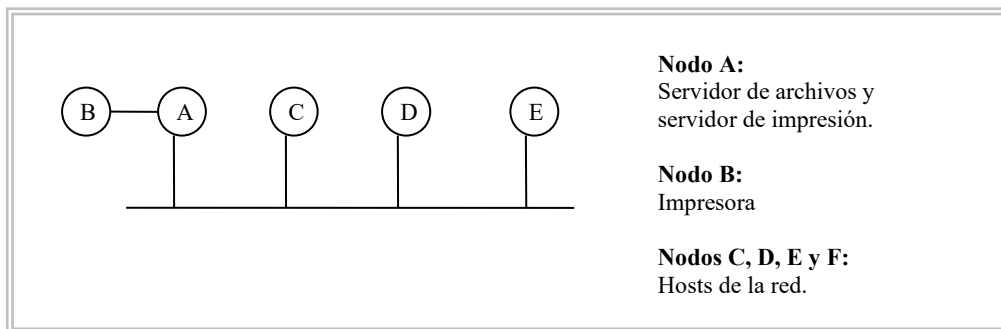 B
A
C
D
E
Nodo A:
Servidor de archivos y
servidor de impresión.
Nodo B:
Impresora
Nodos C, D, E y F:
Hosts de la red.